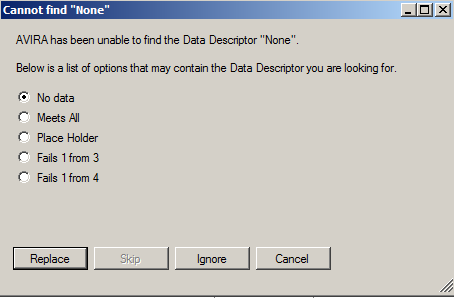 Cannot find "None"
AVIRA has been unable to find the Data Descriptor "None".
Below is a list of options that may contain the Data Descriptor you are looking for.
No data
Meets All
Place Holder
Fails 1 from 3
Fails 1 from 4
Replace Skip Ignore Cancel